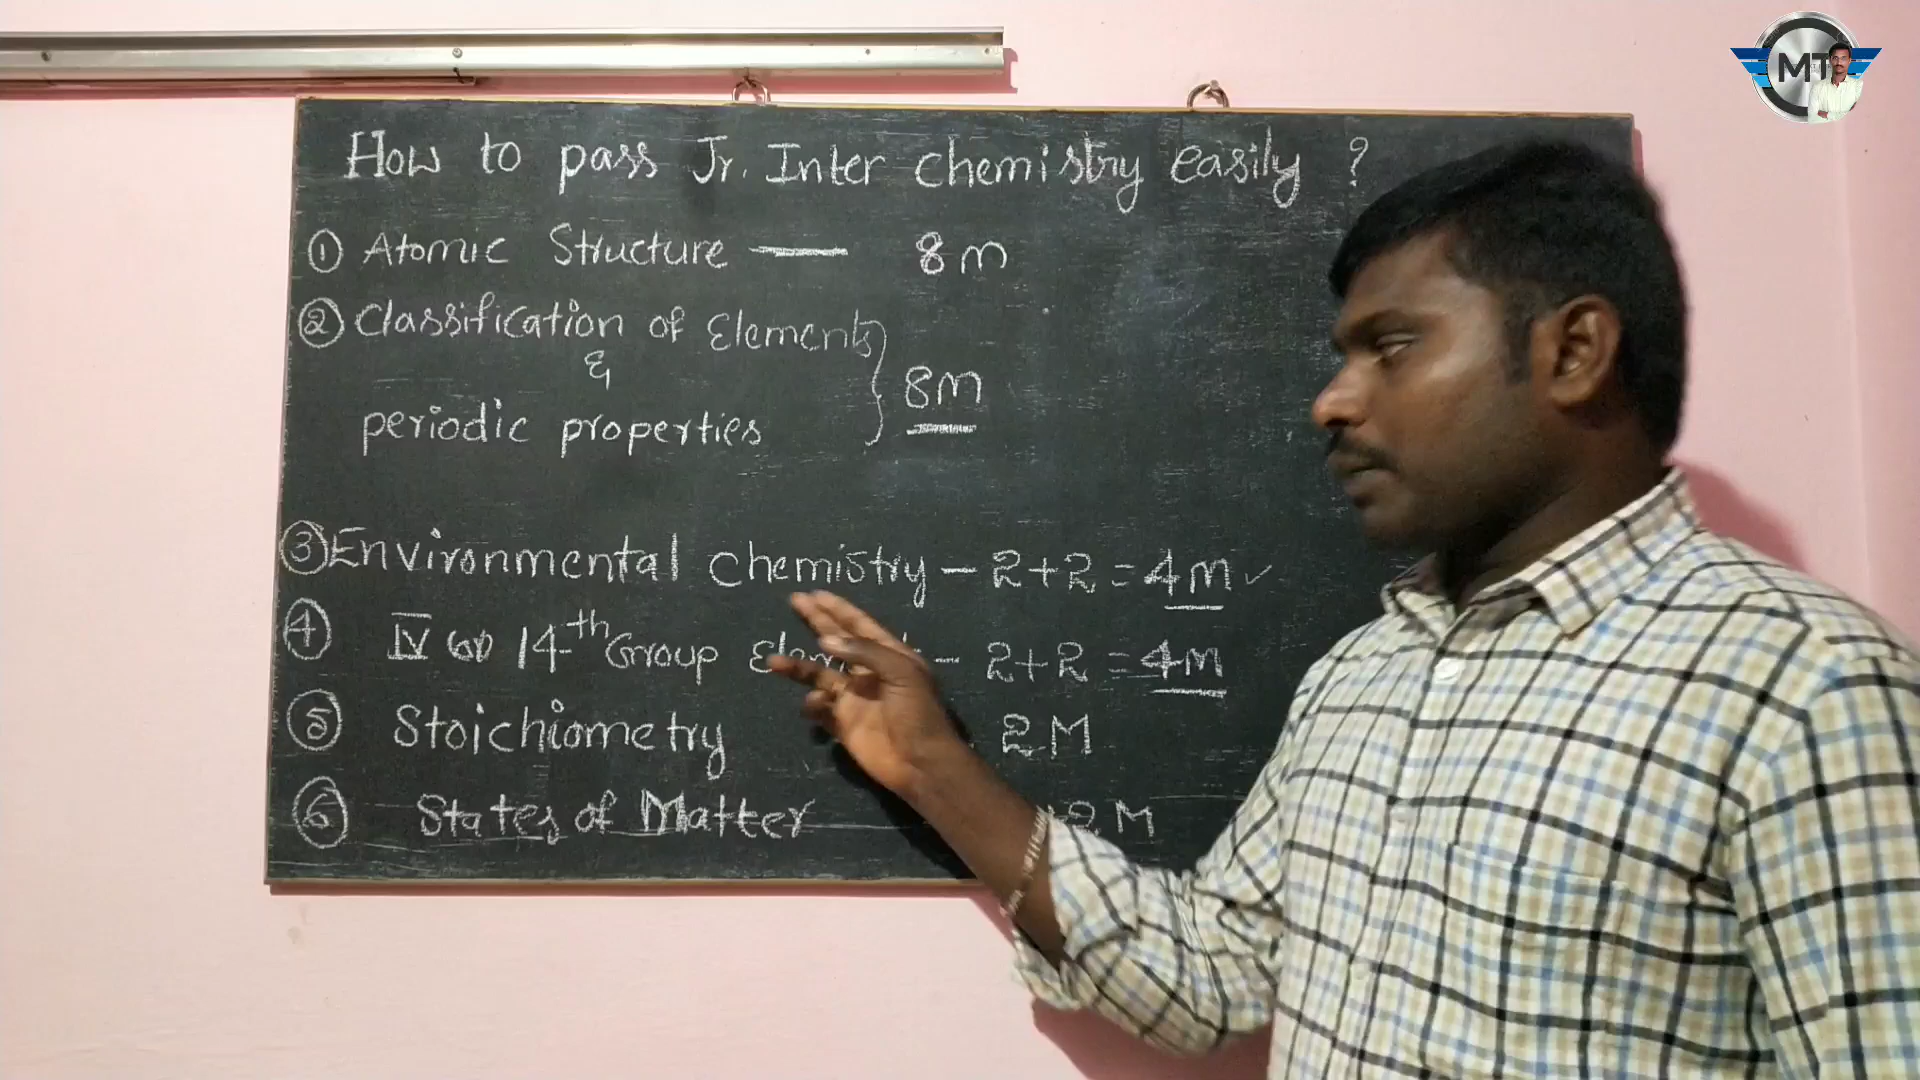 How to pass Jr. Inter chemistry easily ?
① Atomic Structure — 8m
② Classification of Elements
&
periodic properties } 8m
③ Environmental chemistry – 2+2 = 4m ✓
④ IV or 14th Group – 2+2 = 4M
⑤ Stoichiometry 2M
⑥ States of Matter +2M
MT